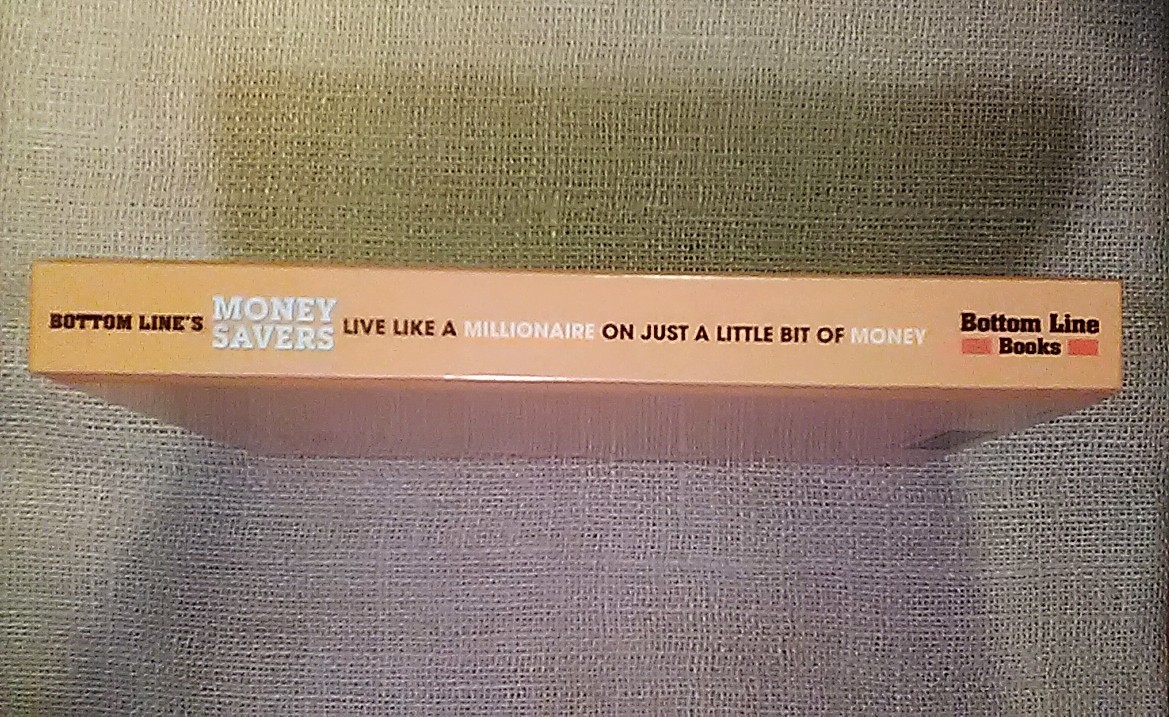 BOTTOM LINE'S
MONEY
SAVERS
LIVE LIKE A MILLIONAIRE ON JUST A LITTLE BIT OF MONEY
Bottom Line
Books